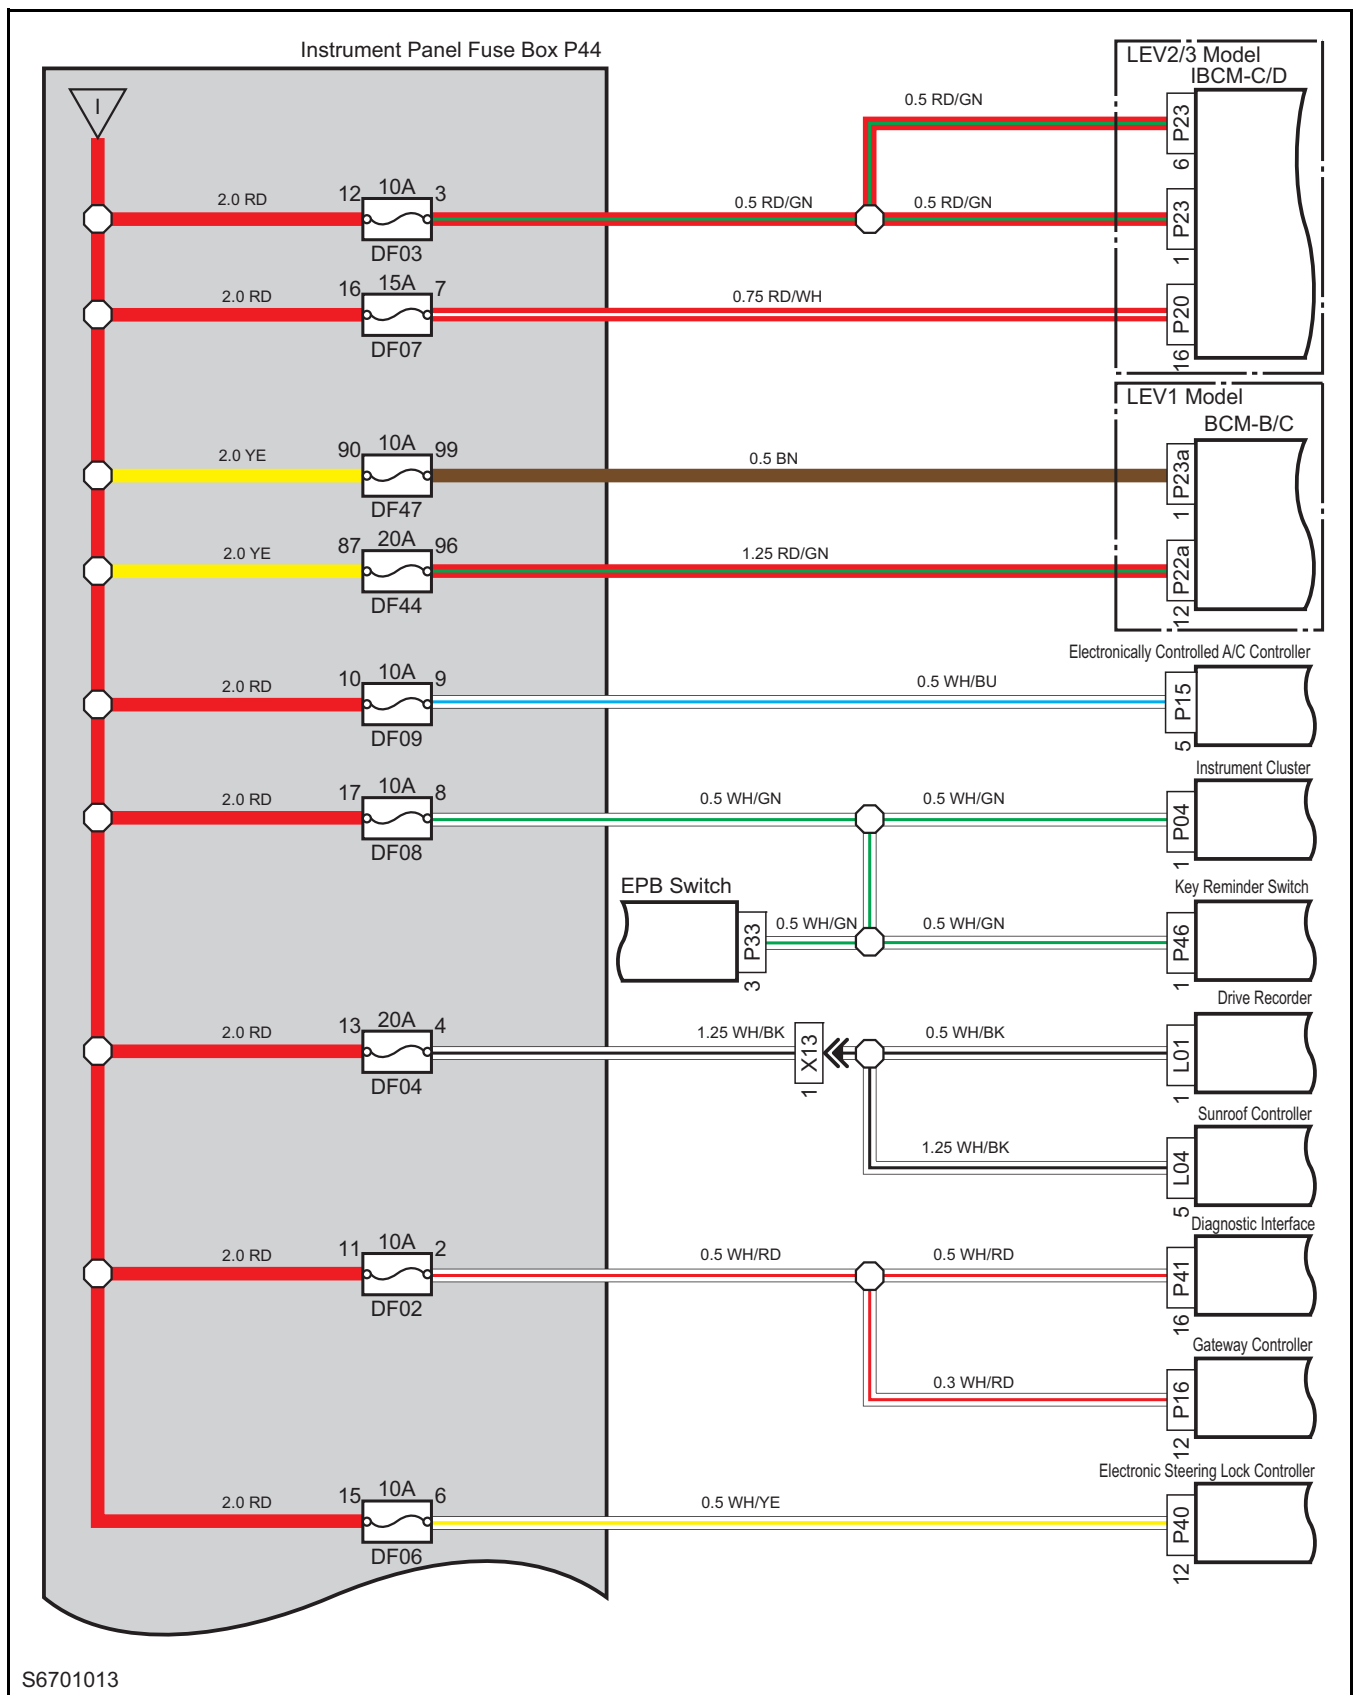 Instrument Panel Fuse Box P44
LEV2/3 Model
IBCM-C/D
I
0.5 RD/GN
P23
6
2.0 RD
12
10A
3
DF03
0.5 RD/GN
0.5 RD/GN
P23
1
2.0 RD
16
15A
7
DF07
0.75 RD/WH
P20
16
LEV1 Model
BCM-B/C
2.0 YE
90
10A
99
DF47
0.5 BN
P23a
1
2.0 YE
87
20A
96
DF44
1.25 RD/GN
P22a
12
Electronically Controlled A/C Controller
2.0 RD
10
10A
9
DF09
0.5 WH/BU
P15
5
Instrument Cluster
2.0 RD
17
10A
8
DF08
0.5 WH/GN
0.5 WH/GN
P04
1
EPB Switch
Key Reminder Switch
P33
3
0.5 WH/GN
0.5 WH/GN
P46
1
Drive Recorder
2.0 RD
13
20A
4
DF04
1.25 WH/BK
X13
1
0.5 WH/BK
L01
1
Sunroof Controller
1.25 WH/BK
L04
5
Diagnostic Interface
2.0 RD
11
10A
2
DF02
0.5 WH/RD
0.5 WH/RD
P41
16
Gateway Controller
0.3 WH/RD
P16
12
Electronic Steering Lock Controller
2.0 RD
15
10A
6
DF06
0.5 WH/YE
P40
12
S6701013